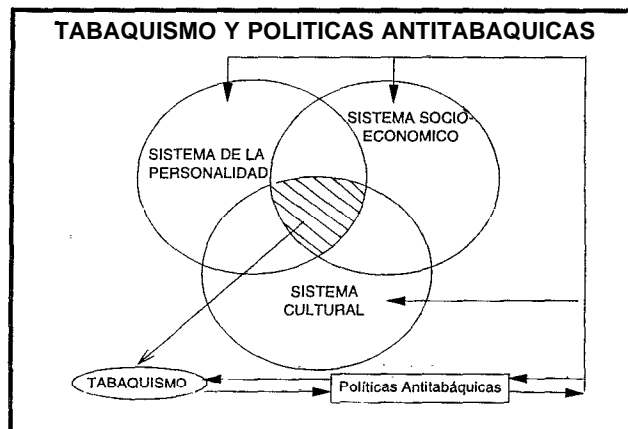 TABAQUISMO Y POLITICAS ANTITABAQUICAS
SISTEMA SOCIO-
ECONOMICO
SISTEMA DE LA
PERSONALIDAD
SISTEMA
CULTURAL
TABAQUISMO
Políticas Antitabáquicas